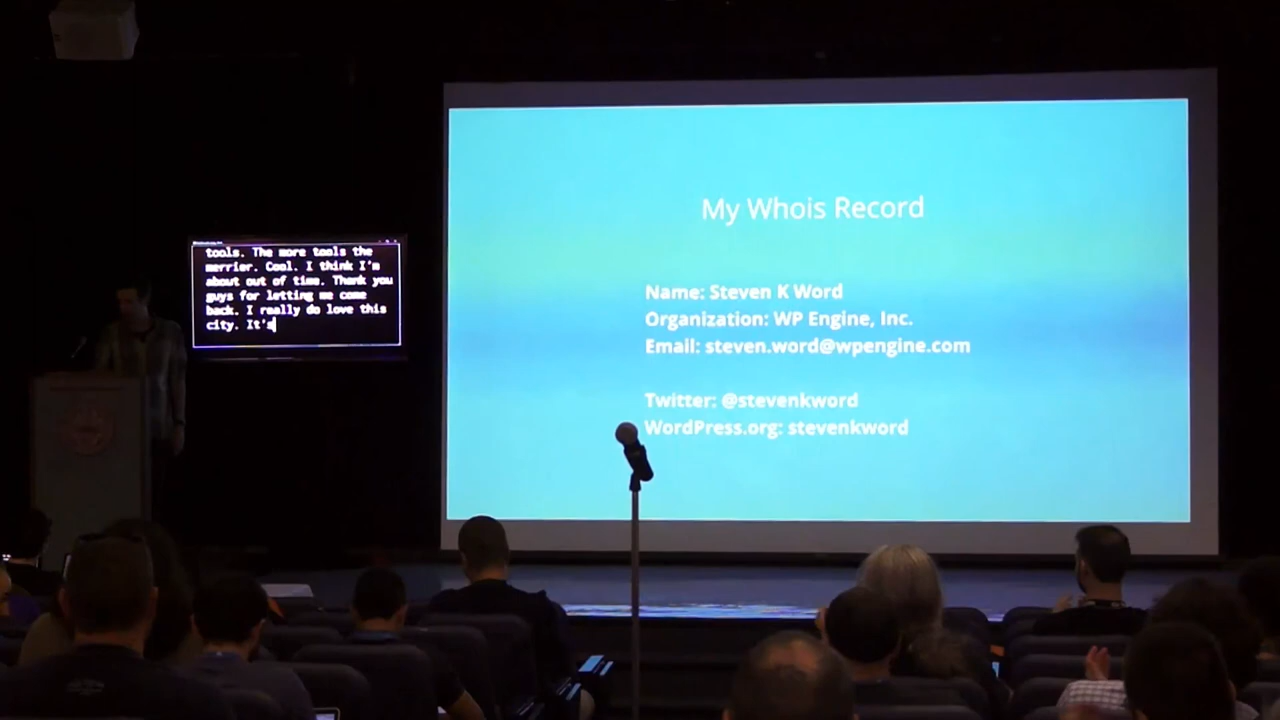 tools. The more tools the
merrier. Cool. I think I'm
about out of time. Thank you
guys for letting me come
back. I really do love this
city. It's
My Whois Record
Name: Steven K Word
Organization: WP Engine, Inc.
Email: steven.word@wpengine.com
Twitter: @stevenkword
WordPress.org: stevenkword